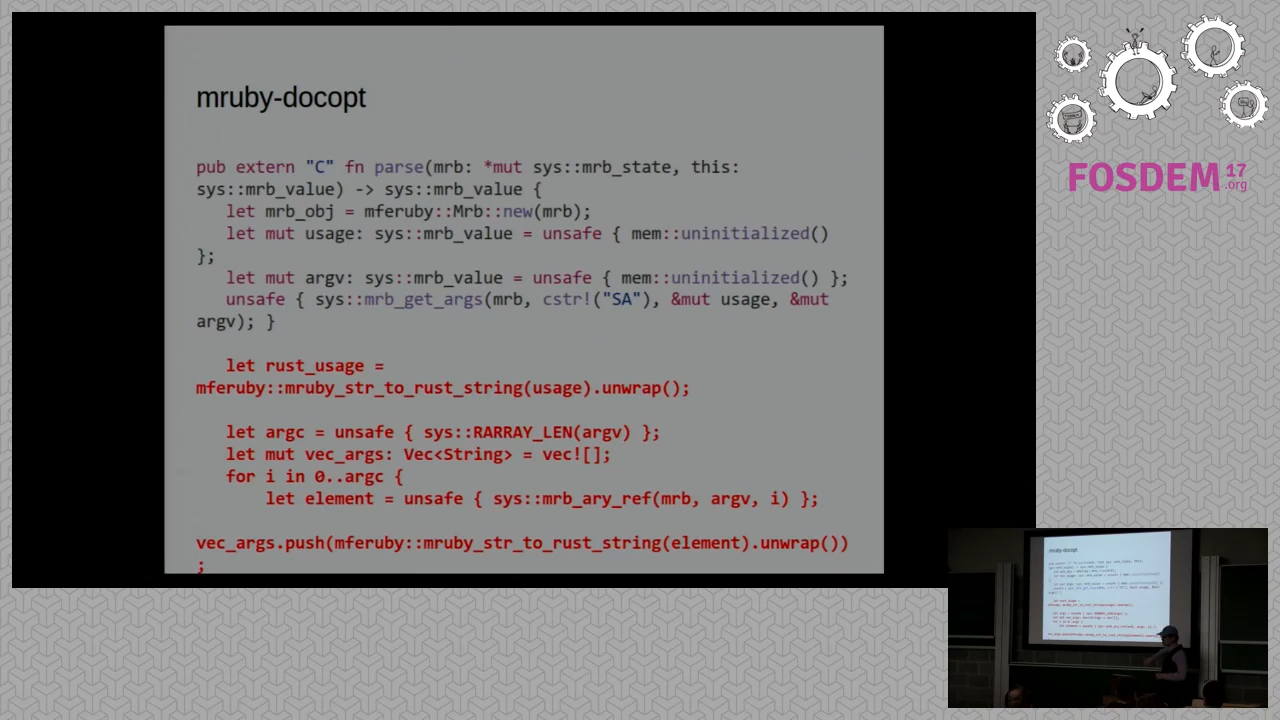 mruby-docopt
pub extern "C" fn parse(mrb: *mut sys::mrb_state, this:
sys::mrb_value) -> sys::mrb_value {
let mrb_obj = mferuby::Mrb::new(mrb);
let mut usage: sys::mrb_value = unsafe { mem::uninitialized()
};
let mut argv: sys::mrb_value = unsafe { mem::uninitialized() };
unsafe { sys::mrb_get_args(mrb, cstr!("SA"), &mut usage, &mut
argv); }
let rust_usage =
mferuby::mruby_str_to_rust_string(usage).unwrap();
let argc = unsafe { sys::RARRAY_LEN(argv) };
let mut vec_args: Vec<String> = vec![];
for i in 0..argc {
let element = unsafe { sys::mrb_ary_ref(mrb, argv, i) };
vec_args.push(mferuby::mruby_str_to_rust_string(element).unwrap())
;
FOSDEM 17
.org
mruby-docopt